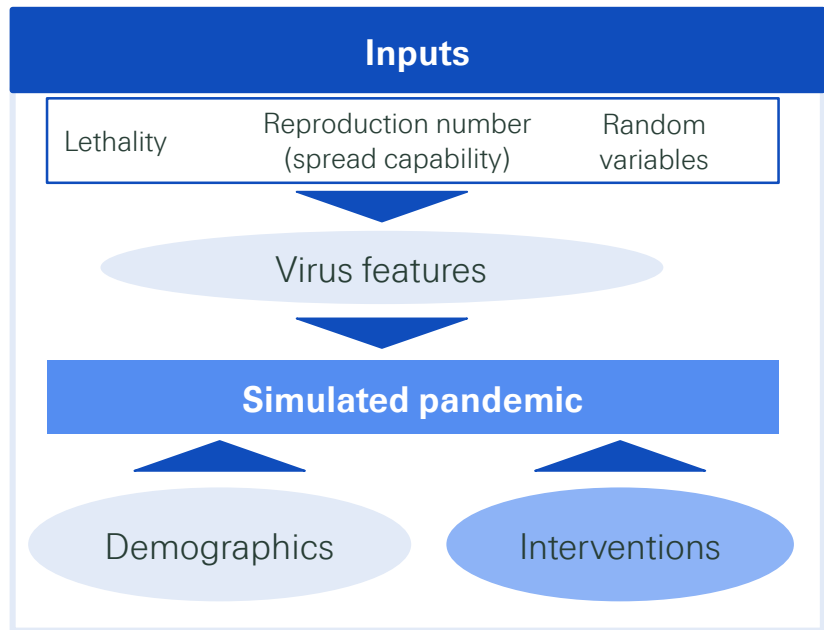 Inputs
Lethality
Reproduction number
(spread capability)
Random
variables
Virus features
Simulated pandemic
Demographics
Interventions